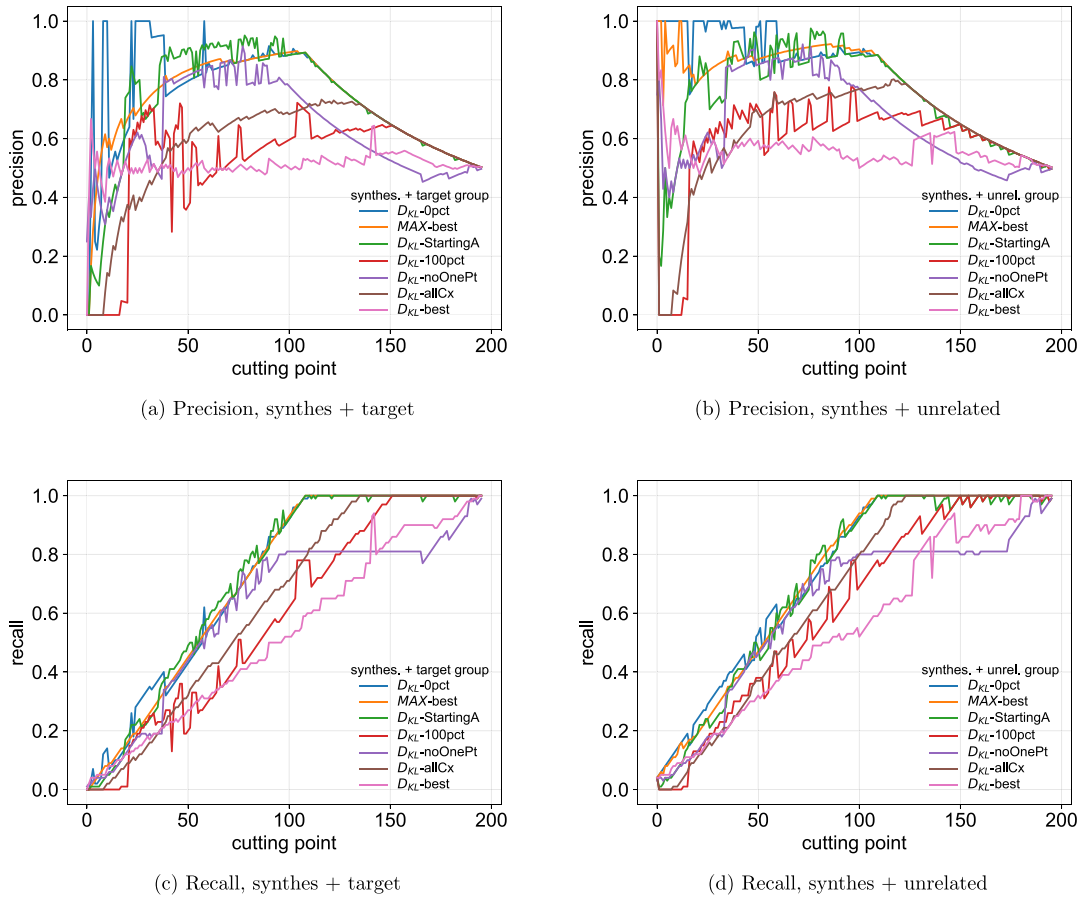 1.0
0.8
0.6
0.4
0.2
0.0
precision
0 50 100 150 200
cutting point
synthes. + target group
D_KL-0pct
MAX-best
D_KL-StartingA
D_KL-100pct
D_KL-noOnePt
D_KL-allCx
D_KL-best
(a) Precision, synthes + target
1.0
0.8
0.6
0.4
0.2
0.0
precision
0 50 100 150 200
cutting point
synthes. + unrel. group
D_KL-0pct
MAX-best
D_KL-StartingA
D_KL-100pct
D_KL-noOnePt
D_KL-allCx
D_KL-best
(b) Precision, synthes + unrelated
1.0
0.8
0.6
0.4
0.2
0.0
recall
0 50 100 150 200
cutting point
synthes. + target group
D_KL-0pct
MAX-best
D_KL-StartingA
D_KL-100pct
D_KL-noOnePt
D_KL-allCx
D_KL-best
(c) Recall, synthes + target
1.0
0.8
0.6
0.4
0.2
0.0
recall
0 50 100 150 200
cutting point
synthes. + unrel. group
D_KL-0pct
MAX-best
D_KL-StartingA
D_KL-100pct
D_KL-noOnePt
D_KL-allCx
D_KL-best
(d) Recall, synthes + unrelated